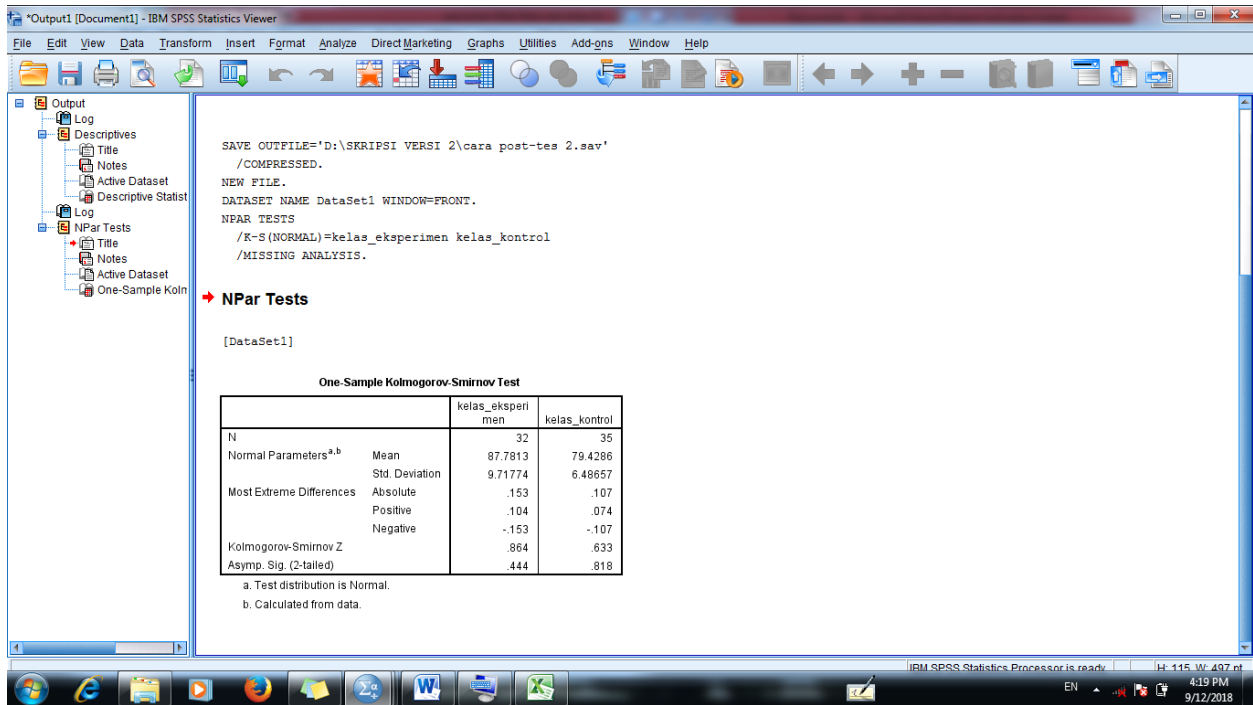 *Output1 [Document1] - IBM SPSS Statistics Viewer
File Edit View Data Transform Insert Format Analyze Direct Marketing Graphs Utilities Add-ons Window Help
Output
Log
Descriptives
Title
Notes
Active Dataset
Descriptive Statist
Log
NPar Tests
Title
Notes
Active Dataset
One-Sample Kolm
SAVE OUTFILE='D:\SKRIPSI VERSI 2\cara post-tes 2.sav'
/COMPRESSED.
NEW FILE.
DATASET NAME DataSet1 WINDOW=FRONT.
NPAR TESTS
/K-S(NORMAL)=kelas_eksperimen kelas_kontrol
/MISSING ANALYSIS.
NPar Tests
[DataSet1]
One-Sample Kolmogorov-Smirnov Test
kelas_eksperi
men kelas_kontrol
N 32 35
Normal Parameters a,b Mean 87.7813 79.4286
Std. Deviation 9.71774 6.48657
Most Extreme Differences Absolute .153 .107
Positive .104 .074
Negative -.153 -.107
Kolmogorov-Smirnov Z .864 .633
Asymp. Sig. (2-tailed) .444 .818
a. Test distribution is Normal.
b. Calculated from data.
IBM SPSS Statistics Processor is ready H: 115, W: 497 pt
EN 4:19 PM
9/12/2018